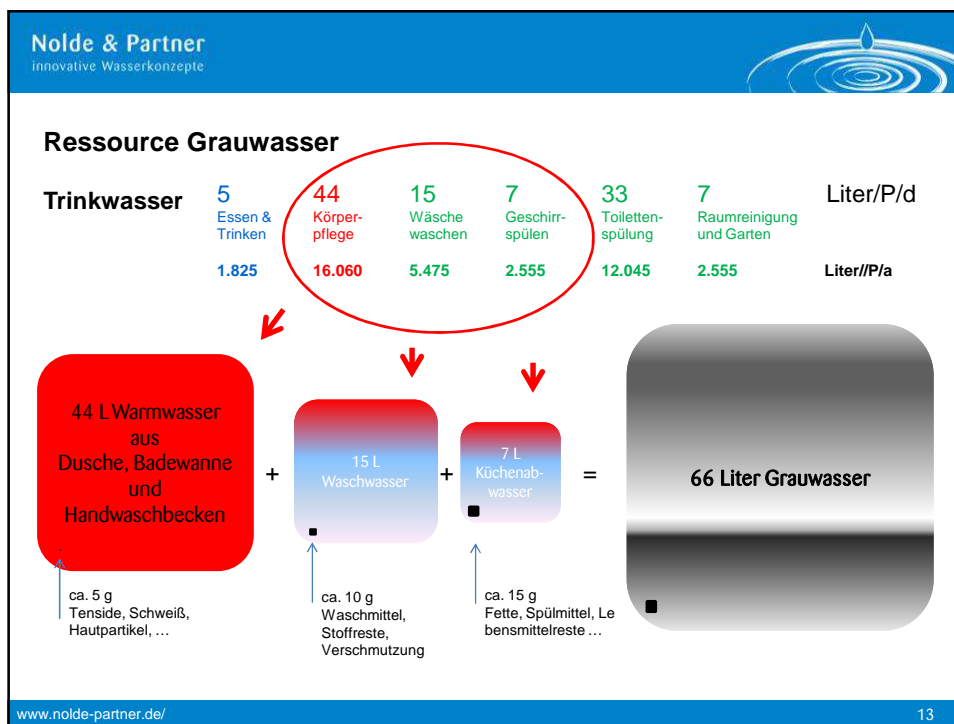 Nolde & Partner
innovative Wasserkonzepte
Ressource Grauwasser
Trinkwasser 5 44 15 7 33 7 Liter/P/d
Essen & Körper- Wäsche Geschirr- Toiletten- Raumreinigung
Trinken pflege waschen spülen spülung und Garten
1.825 16.060 5.475 2.555 12.045 2.555 Liter//P/a
44 L Warmwasser
aus
Dusche, Badewanne
und
Handwaschbecken
+
15 L
Waschwasser
+
7 L
Küchenab-
wasser
=
66 Liter Grauwasser
ca. 5 g
Tenside, Schweiß,
Hautpartikel, …
ca. 10 g
Waschmittel,
Stoffreste,
Verschmutzung
ca. 15 g
Fette, Spülmittel, Le
bensmittelreste …
www.nolde-partner.de/ 13